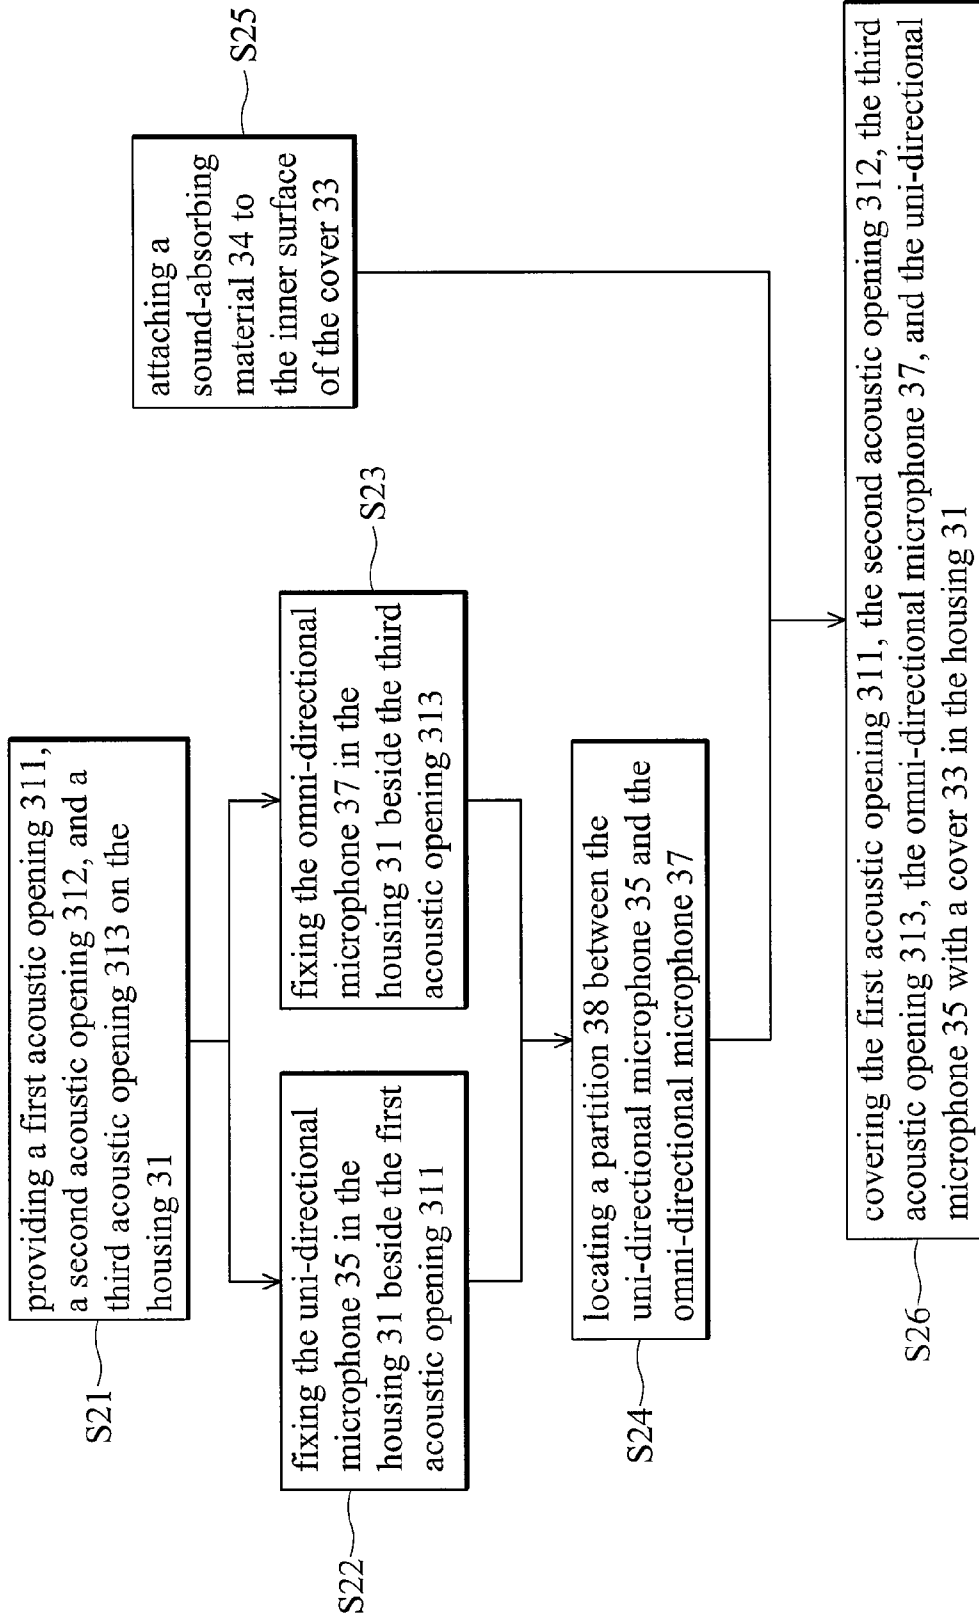 providing a first acoustic opening 311,
a second acoustic opening 312, and a
third acoustic opening 313 on the
housing 31
S21
fixing the uni-directional
microphone 35 in the
housing 31 beside the first
acoustic opening 311
S22
fixing the omni-directional
microphone 37 in the
housing 31 beside the third
acoustic opening 313
S23
locating a partition 38 between the
uni-directional microphone 35 and the
omni-directional microphone 37
S24
attaching a
sound-absorbing
material 34 to
the inner surface
of the cover 33
S25
covering the first acoustic opening 311, the second acoustic opening 312, the third
acoustic opening 313, the omni-directional microphone 37, and the uni-directional
microphone 35 with a cover 33 in the housing 31
S26